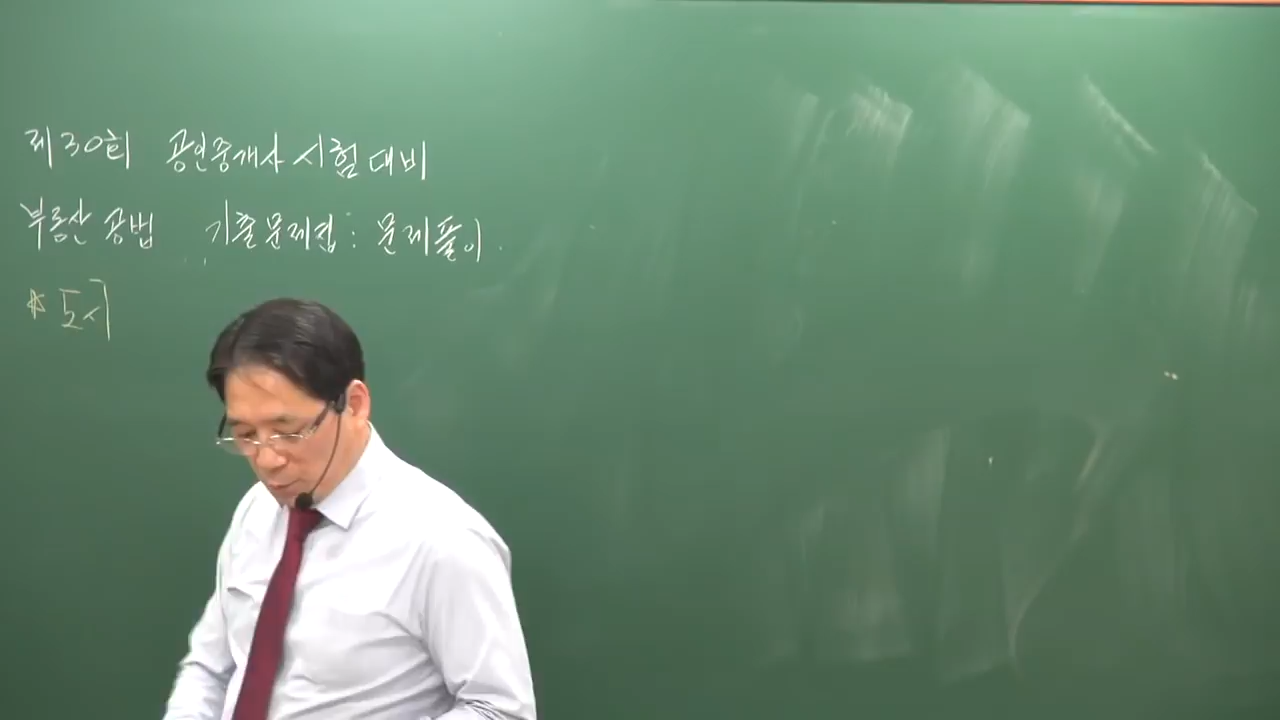 제30회 공인중개사 시험대비
부동산 공법 기출문제집 : 문제풀이.
* 도시